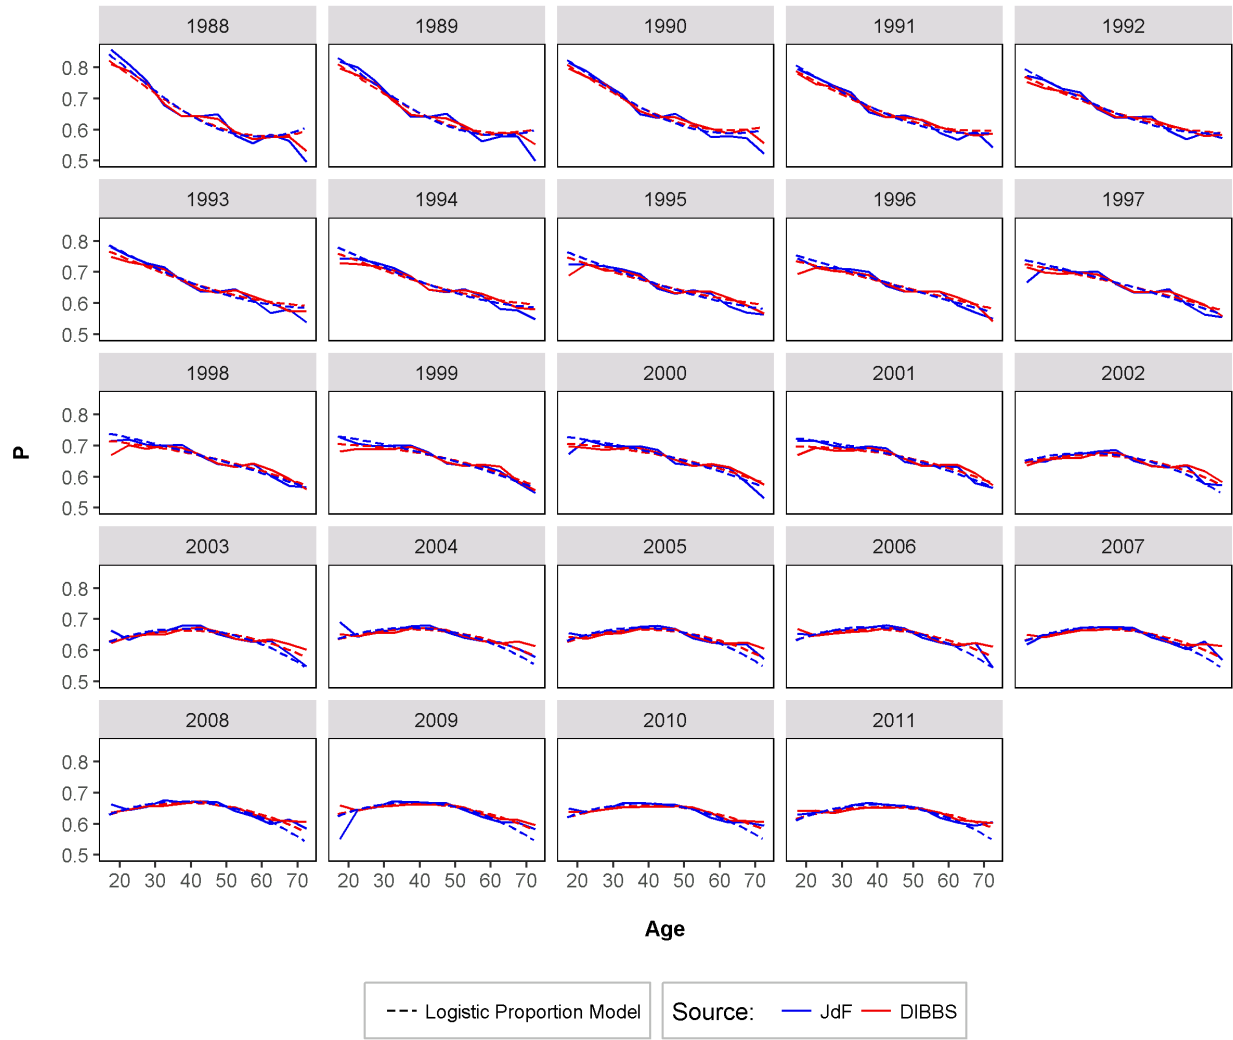 1988 1989 1990 1991 1992
0.8
0.7
0.6
0.5
1993 1994 1995 1996 1997
0.8
0.7
0.6
0.5
1998 1999 2000 2001 2002
0.8
0.7
0.6
0.5
P
2003 2004 2005 2006 2007
0.8
0.7
0.6
0.5
2008 2009 2010 2011
0.8
0.7
0.6
0.5
20 30 40 50 60 70 20 30 40 50 60 70 20 30 40 50 60 70 20 30 40 50 60 70
Age
Logistic Proportion Model Source: JdF DIBBS